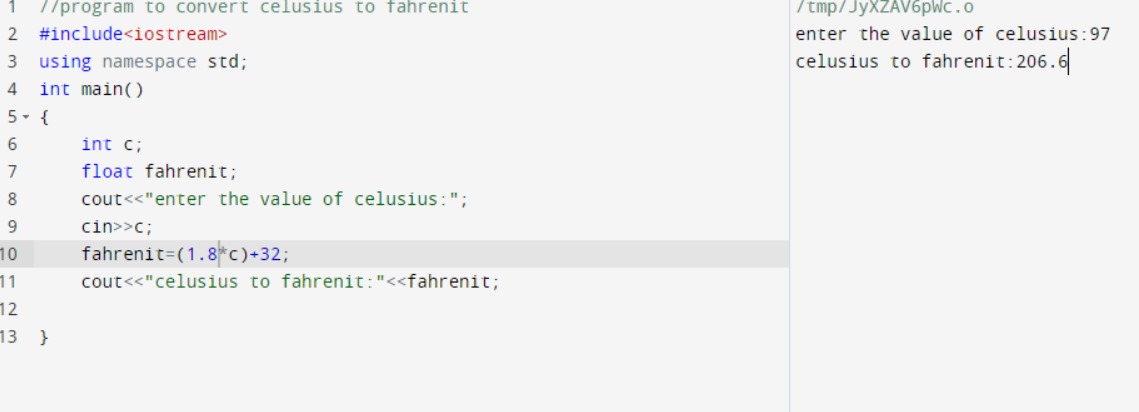 1 //program to convert celusius to fahrenit
2 #include<iostream>
3 using namespace std;
4 int main()
5 {
6 int c;
7 float fahrenit;
8 cout<<"enter the value of celusius:";
9 cin>>c;
10 fahrenit=(1.8*c)+32;
11 cout<<"celusius to fahrenit:"<<fahrenit;
12
13 }
/tmp/JyXZAV6pWc.o
enter the value of celusius:97
celusius to fahrenit:206.6